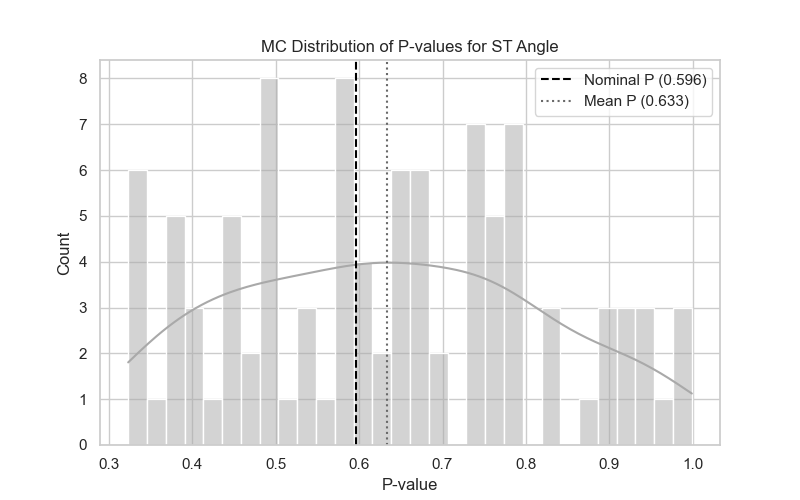 MC Distribution of P-values for ST Angle
Nominal P (0.596)
Mean P (0.633)
8
7
6
5
4
3
2
1
0
Count
0.3 0.4 0.5 0.6 0.7 0.8 0.9 1.0
P-value